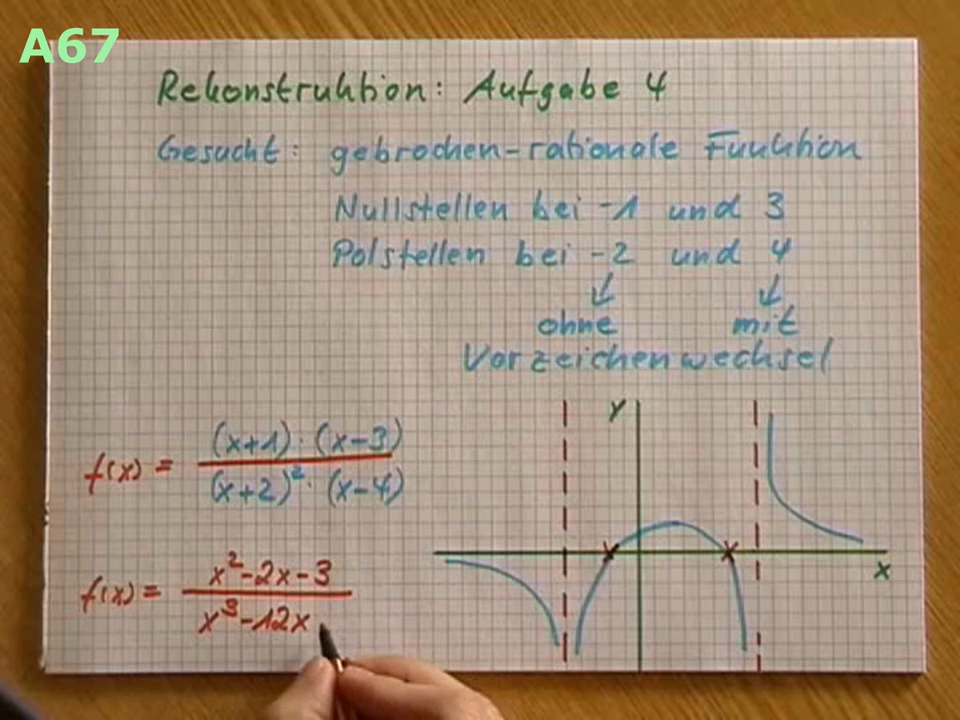 A67
Rekonstruktion: Aufgabe 4
Gesucht: gebrochen-rationale Funktion
Nullstellen bei -1 und 3
Polstellen bei -2 und 4
↓ ↓
ohne mit
Vorzeichenwechsel
f(x) = (x+1)·(x-3) / (x+2)²·(x-4)
f(x) = x²-2x-3 / x³-12x
Y
x